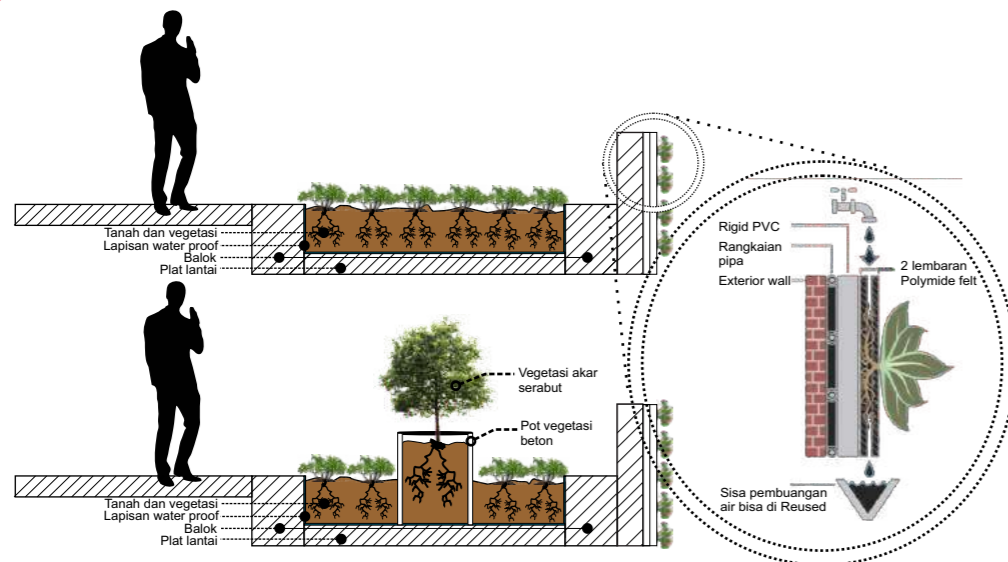 Tanah dan vegetasi
Lapisan water proof
Balok
Plat lantai
Rigid PVC
Rangkaian
pipa
Exterior wall
2 lembaran
Polymide felt
Vegetasi akar
serabut
Pot vegetasi
beton
Tanah dan vegetasi
Lapisan water proof
Balok
Plat lantai
Sisa pembuangan
air bisa di Reused